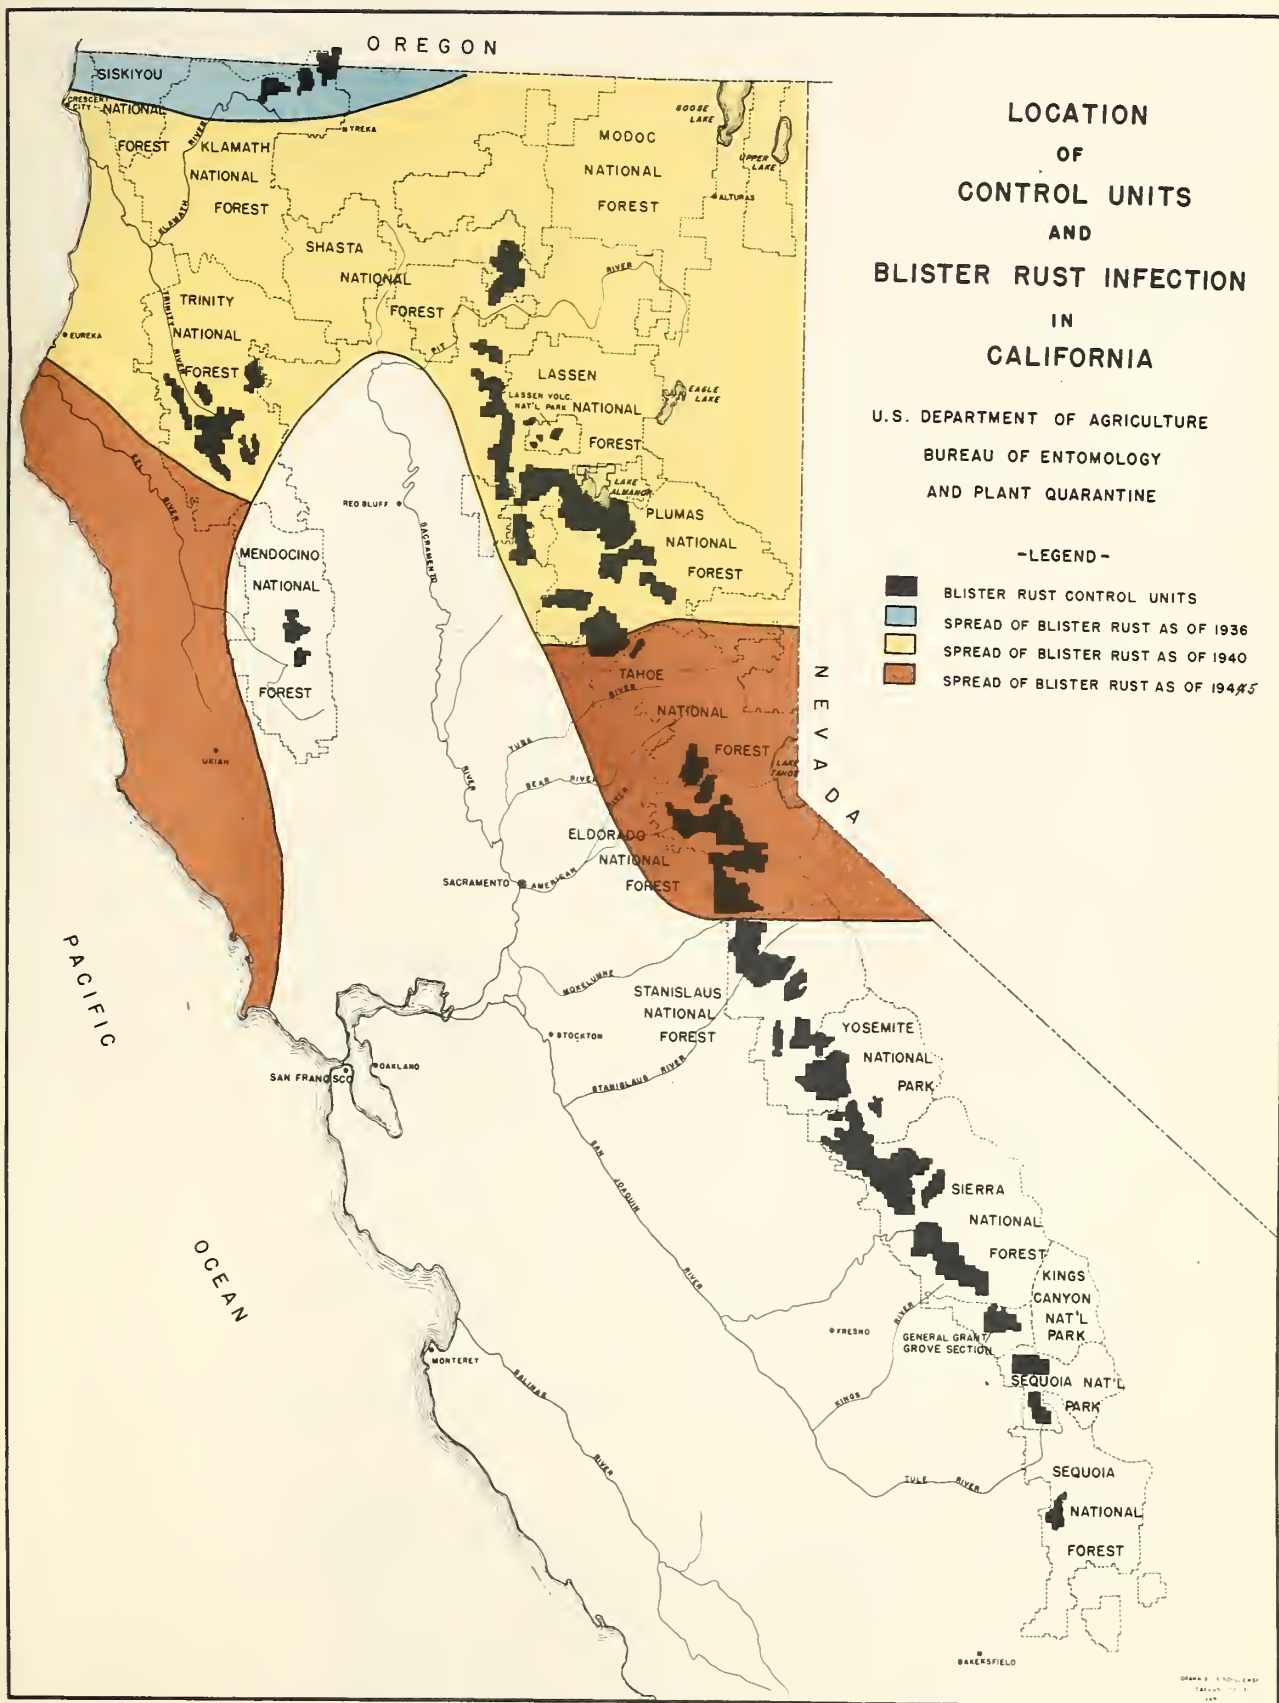 OREGON
LOCATION
OF
CONTROL UNITS
AND
BLISTER RUST INFECTION
IN
CALIFORNIA
U.S. DEPARTMENT OF AGRICULTURE
BUREAU OF ENTOMOLOGY
AND PLANT QUARANTINE
-LEGEND-
BLISTER RUST CONTROL UNITS
SPREAD OF BLISTER RUST AS OF 1936
SPREAD OF BLISTER RUST AS OF 1940
SPREAD OF BLISTER RUST AS OF 1945
SISKIYOU
NATIONAL
FOREST
CRESCENT
CITY
KLAMATH
NATIONAL
FOREST
KLAMATH
RIVER
YREKA
MODOC
NATIONAL
FOREST
GOOSE
LAKE
UPPER
LAKE
ALTURAS
SHASTA
NATIONAL
FOREST
PIT
RIVER
TRINITY
NATIONAL
FOREST
TRINITY
RIVER
EUREKA
LASSEN
NATIONAL
FOREST
LASSEN VOLC.
NAT'L PARK
EAGLE
LAKE
LAKE
ALMANOR
PLUMAS
NATIONAL
FOREST
EEL
RIVER
RED BLUFF
SACRAMENTO
RIVER
MENDOCINO
NATIONAL
FOREST
UKIAH
TAHOE
NATIONAL
FOREST
LAKE
TAHOE
NEVADA
YUBA
RIVER
BEAR RIVER
ELDORADO
NATIONAL
FOREST
SACRAMENTO
AMERICAN
RIVER
PACIFIC
OCEAN
MOKELUMNE
STANISLAUS
NATIONAL
FOREST
STOCKTON
STANISLAUS RIVER
YOSEMITE
NATIONAL
PARK
SAN FRANCISCO
OAKLAND
SAN
JOAQUIN
RIVER
SIERRA
NATIONAL
FOREST
KINGS
CANYON
NAT'L
PARK
GENERAL GRANT
GROVE SECTION
FRESNO
KINGS
RIVER
MONTEREY
SALINAS
RIVER
SEQUOIA NAT'L
PARK
TULE RIVER
SEQUOIA
NATIONAL
FOREST
BAKERSFIELD